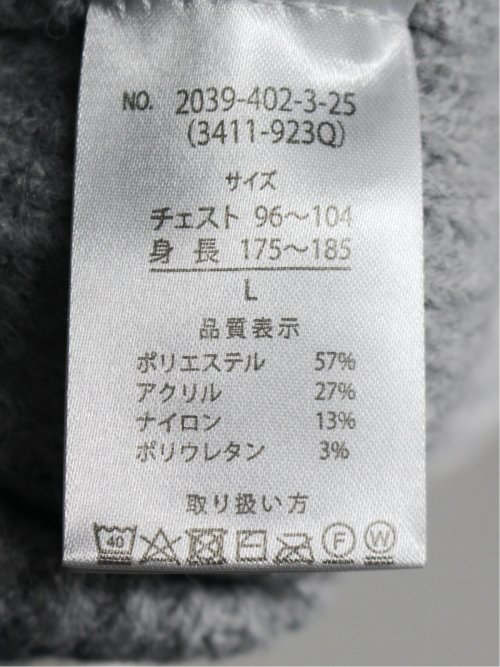 NO. 2039-402-3-25
(3411-923Q)
サイズ
チェスト 96〜104
身長 175〜185
L
品質表示
ポリエステル 57%
アクリル 27%
ナイロン 13%
ポリウレタン 3%
取り扱い方
40 F W